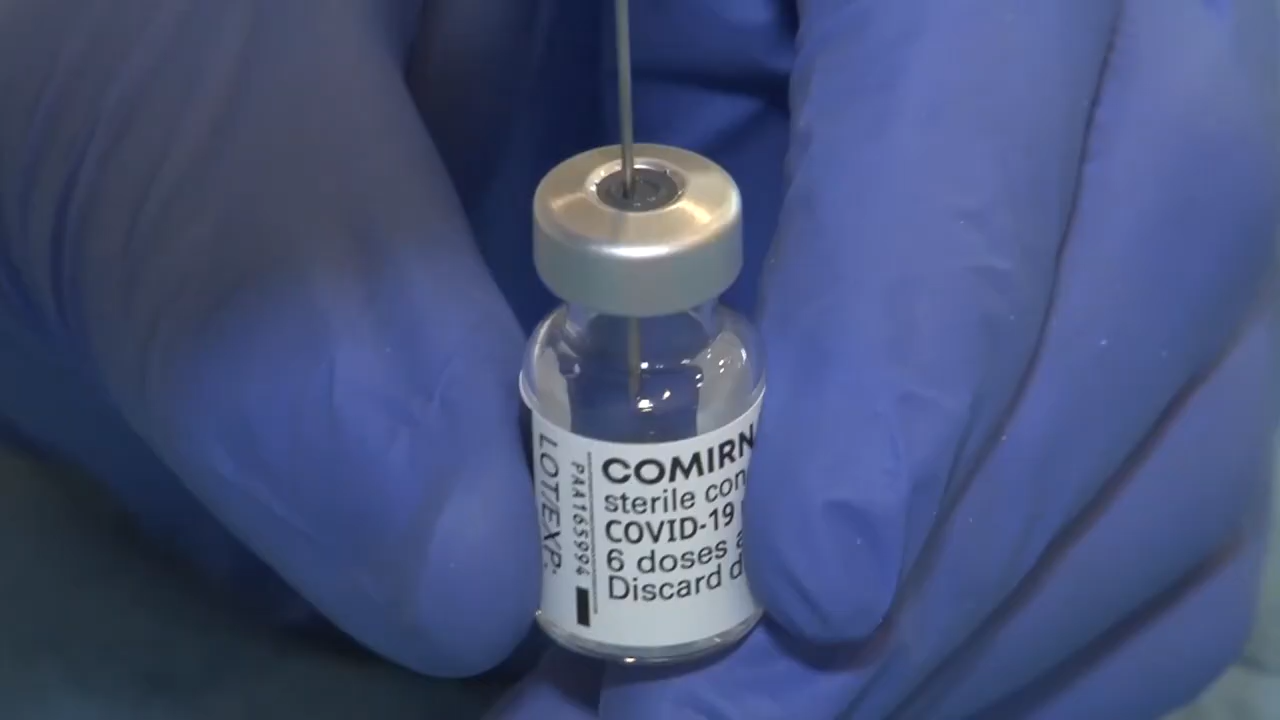 COMIRN
sterile con
COVID-19
6 doses a
Discard d
LOT/EXP.
PAA165994